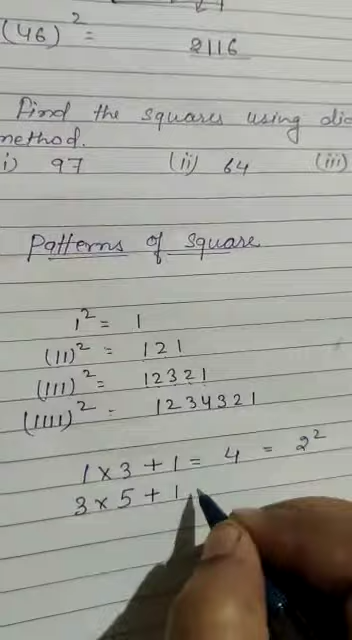 (46)² = 2116
Find the squares using
method.
i) 97 (ii) 64 (iii)
Patterns of square
1² = 1
(11)² = 121
(111)² = 12321
(1111)² = 1234321
1 × 3 + 1 = 4 = 2²
3 × 5 + 1